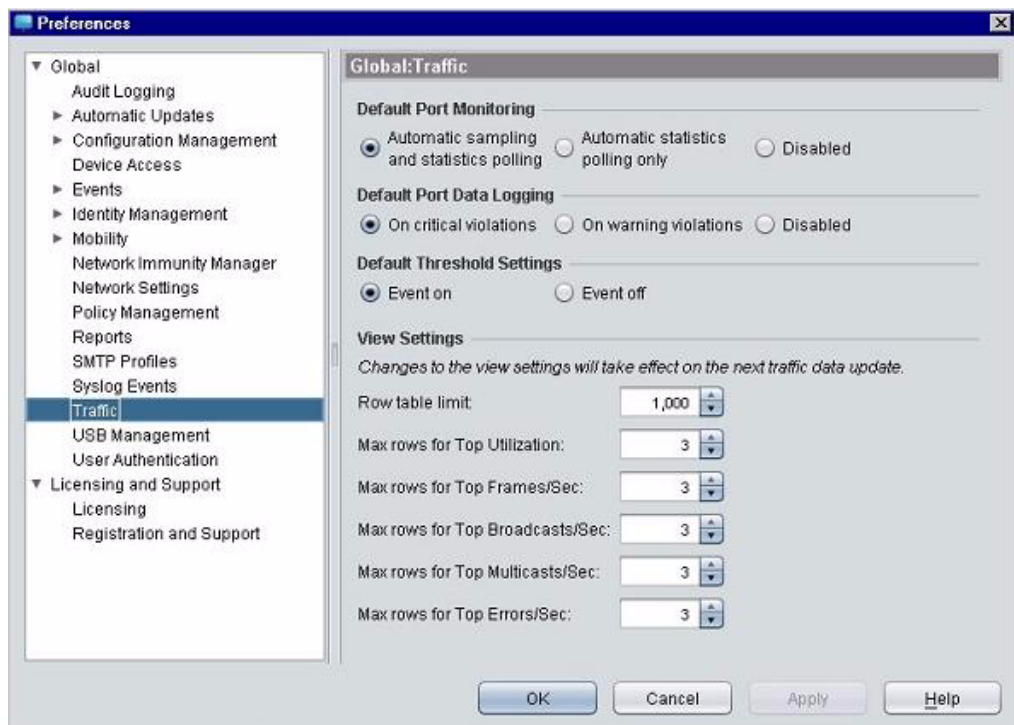 Preferences
Global
Audit Logging
Automatic Updates
Configuration Management
Device Access
Events
Identity Management
Mobility
Network Immunity Manager
Network Settings
Policy Management
Reports
SMTP Profiles
Syslog Events
Traffic
USB Management
User Authentication
Licensing and Support
Licensing
Registration and Support
Global:Traffic
Default Port Monitoring
Automatic sampling
and statistics polling
Automatic statistics
polling only
Disabled
Default Port Data Logging
On critical violations
On warning violations
Disabled
Default Threshold Settings
Event on
Event off
View Settings
Changes to the view settings will take effect on the next traffic data update.
Row table limit: 1,000
Max rows for Top Utilization: 3
Max rows for Top Frames/Sec: 3
Max rows for Top Broadcasts/Sec: 3
Max rows for Top Multicasts/Sec: 3
Max rows for Top Errors/Sec: 3
OK
Cancel
Apply
Help